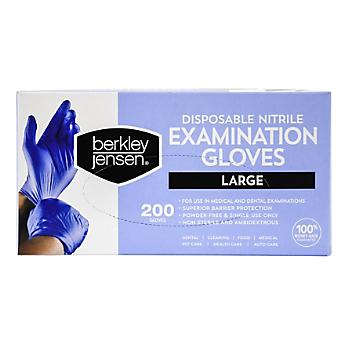 DISPOSABLE NITRILE
EXAMINATION
GLOVES
berkley
jensen®
LARGE
200
GLOVES
• FOR USE IN MEDICAL AND DENTAL EXAMINATIONS
• SUPERIOR BARRIER PROTECTION
• POWDER-FREE & SINGLE USE ONLY
• NON-STERILE AND AMBIDEXTROUS
100%
MONEY-BACK
GUARANTEE
DENTAL | CLEANING | FOOD | MEDICAL
PET CARE | HEALTH CARE | AUTO CARE